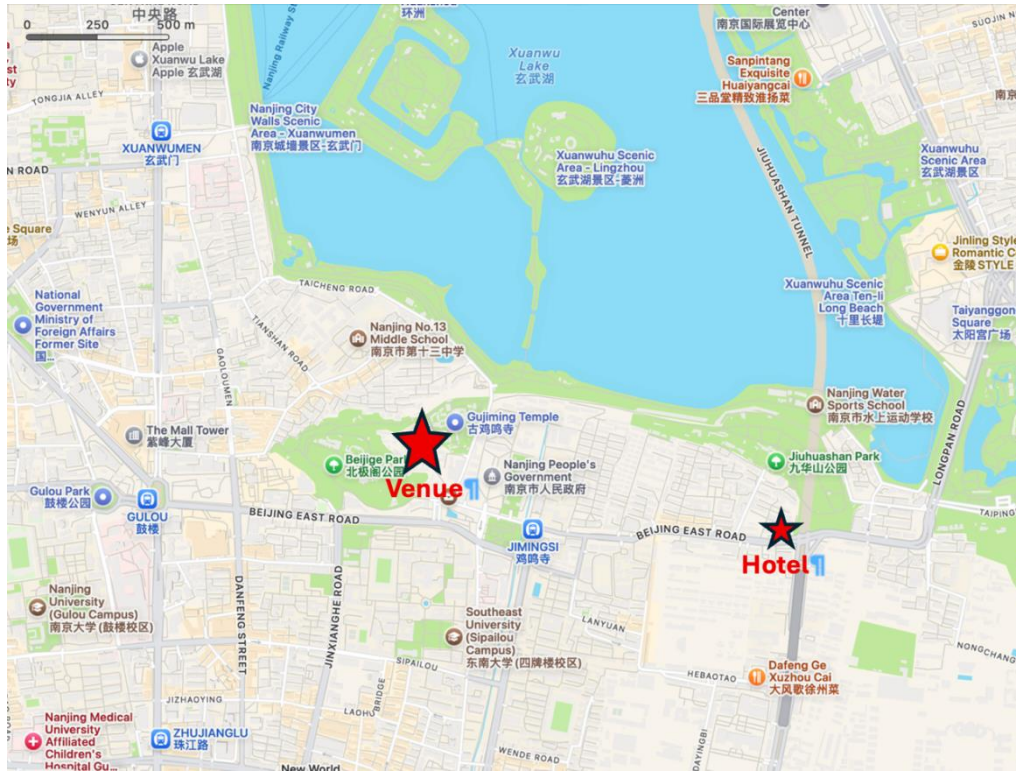 0
250
500 m
中央路
环洲
Apple
Xuanwu Lake
Apple 玄武湖
TONGJIA ALLEY
XUANWUMEN
玄武门
Nanjing Railway St
Nanjing City
Walls Scenic
Area - Xuanwumen
南京城墙景区-玄武门
Xuanwu
Lake
玄武湖
Xuanwuhu Scenic
Area - Lingzhou
玄武湖景区-菱洲
Center
南京国际展览中心
SUOJIN N
Sanpintang
Exquisite
Huaiyangcai
三品堂精致淮扬菜
南京
JIUHUASHAN TUNNEL
Xuanwuhu
Scenic Area
玄武湖景区
N ROAD
WENYUN ALLEY
e Square
场
National
Government
Ministry of
Foreign Affairs
Former Site
国...
TAICHENG ROAD
TIANSHAN ROAD
GAOLOUMEN
Nanjing No.13
Middle School
南京市第十三中学
Jinling Style
Romantic C
金陵 STYLE
Xuanwuhu Scenic
Area Ten-li
Long Beach
十里长堤
Taiyanggon
Square
太阳宫广场
Nanjing Water
Sports School
南京市水上运动学校
LONGPAN ROAD
The Mall Tower
紫峰大厦
Gujiming Temple
古鸡鸣寺
Beijige Park
北极阁公园
Venue¶
Nanjing People's
Government
南京市人民政府
Jiuhuashan Park
九华山公园
Gulou Park
鼓楼公园
GULOU
鼓楼
BEIJING EAST ROAD
JIMINGSI
鸡鸣寺
BEIJING EAST ROAD
TAIPING
Hotel¶
Nanjing
University
(Gulou Campus)
南京大学 (鼓楼校区)
DANFENG STREET
JINXIANGHE ROAD
Southeast
University
(Sipailou
Campus)
东南大学 (四牌楼校区)
LANYUAN
SIPAILOU
NONGCHANG
HEBAOTAO
Dafeng Ge
Xuzhou Cai
大风歌徐州菜
JIZHAOYING
LAOHU BRIDGE
Nanjing Medical
University
Affiliated
Children's
Hospital Gu...
ZHUJIANGLU
珠江路
DAYINGBI
WENDE ROAD
New World